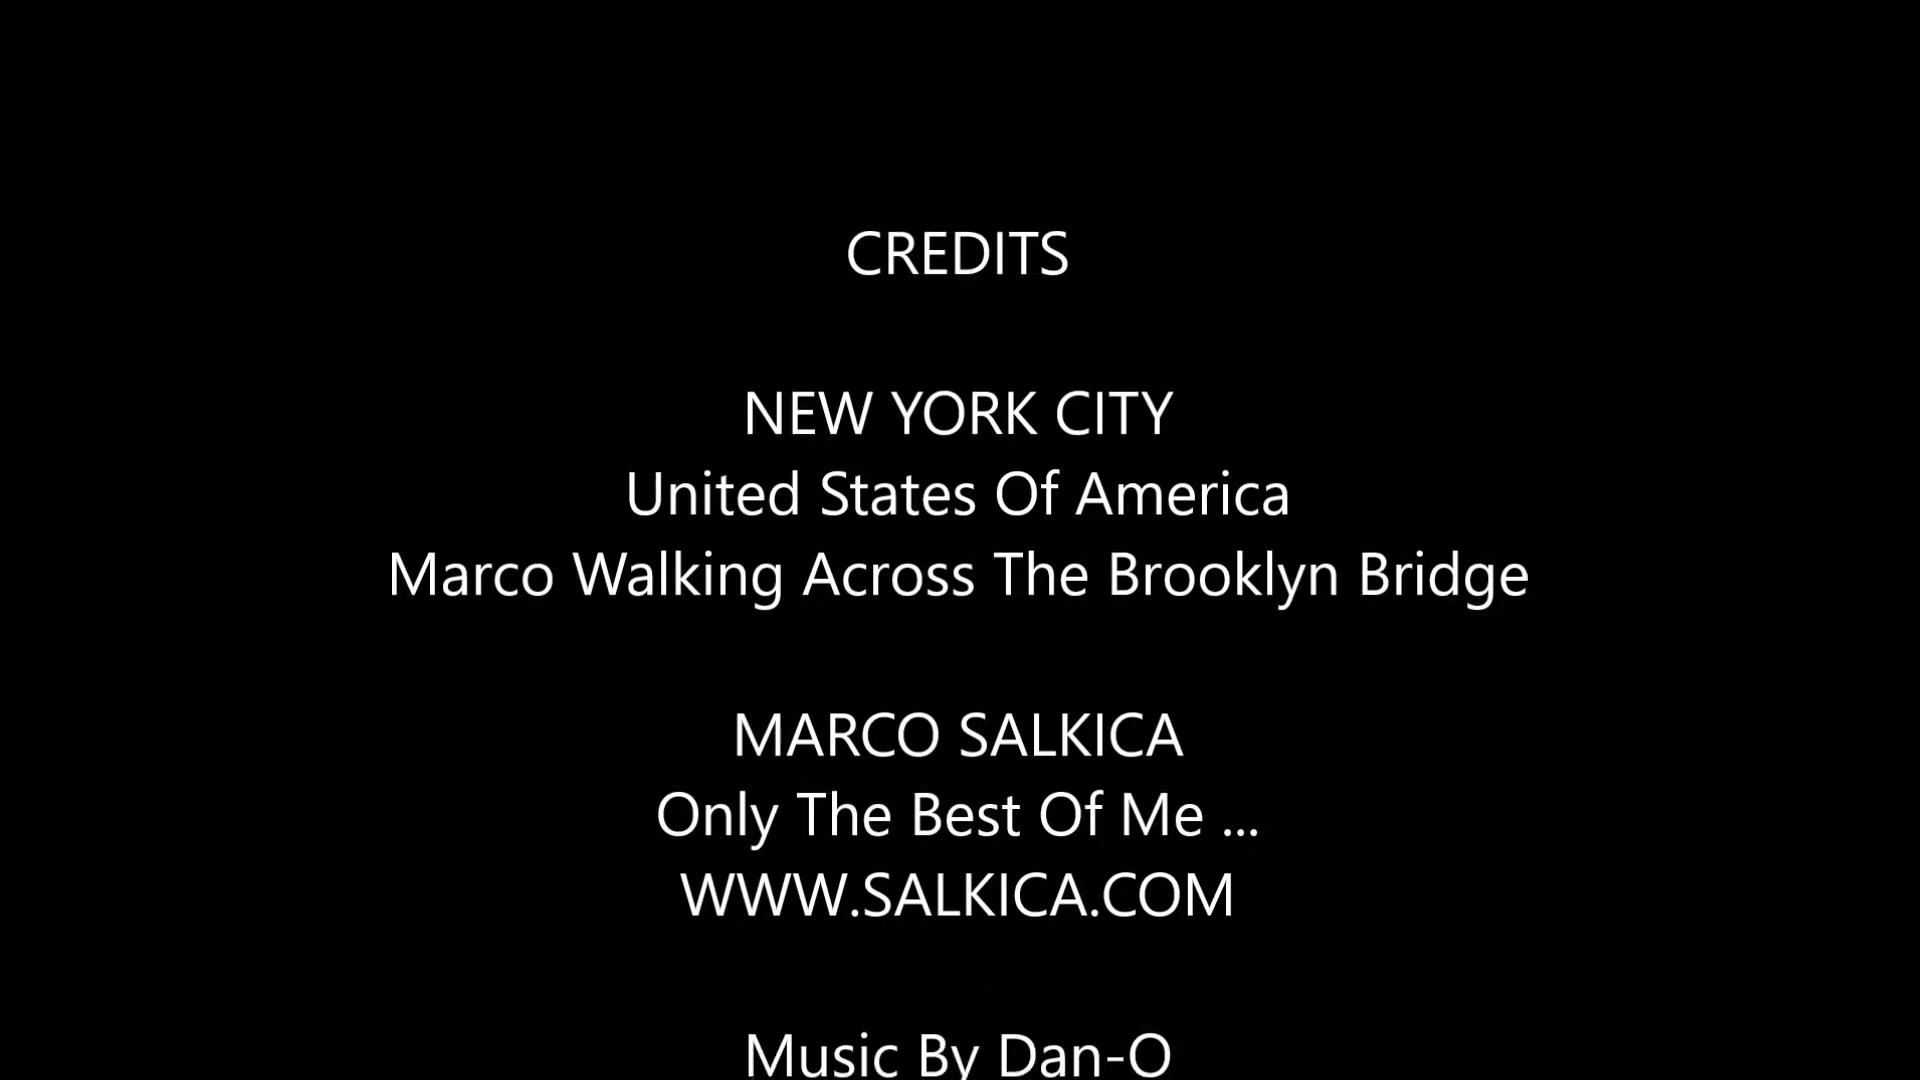 CREDITS
NEW YORK CITY
United States Of America
Marco Walking Across The Brooklyn Bridge
MARCO SALKICA
Only The Best Of Me ...
WWW.SALKICA.COM
Music By Dan-O